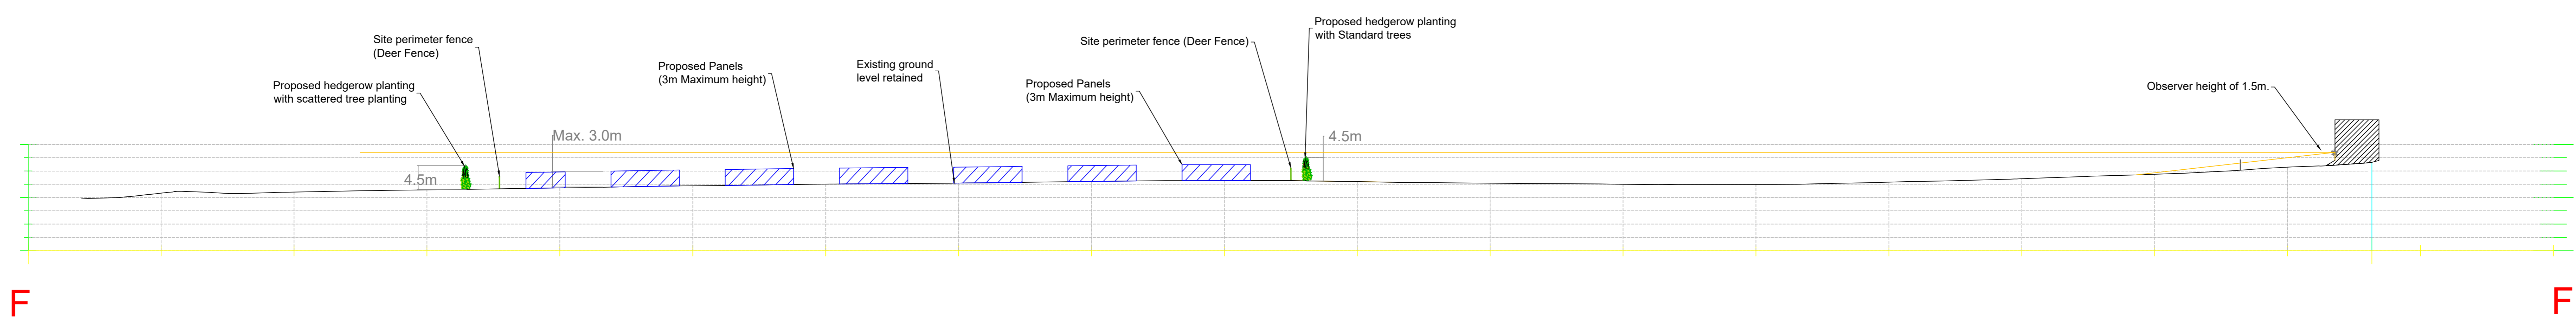 Proposed hedgerow planting
with scattered tree planting
Site perimeter fence
(Deer Fence)
Proposed Panels
(3m Maximum height)
Existing ground
level retained
Proposed Panels
(3m Maximum height)
Site perimeter fence (Deer Fence)
Proposed hedgerow planting
with Standard trees
Observer height of 1.5m.
4.5m
Max. 3.0m
4.5m
F
F